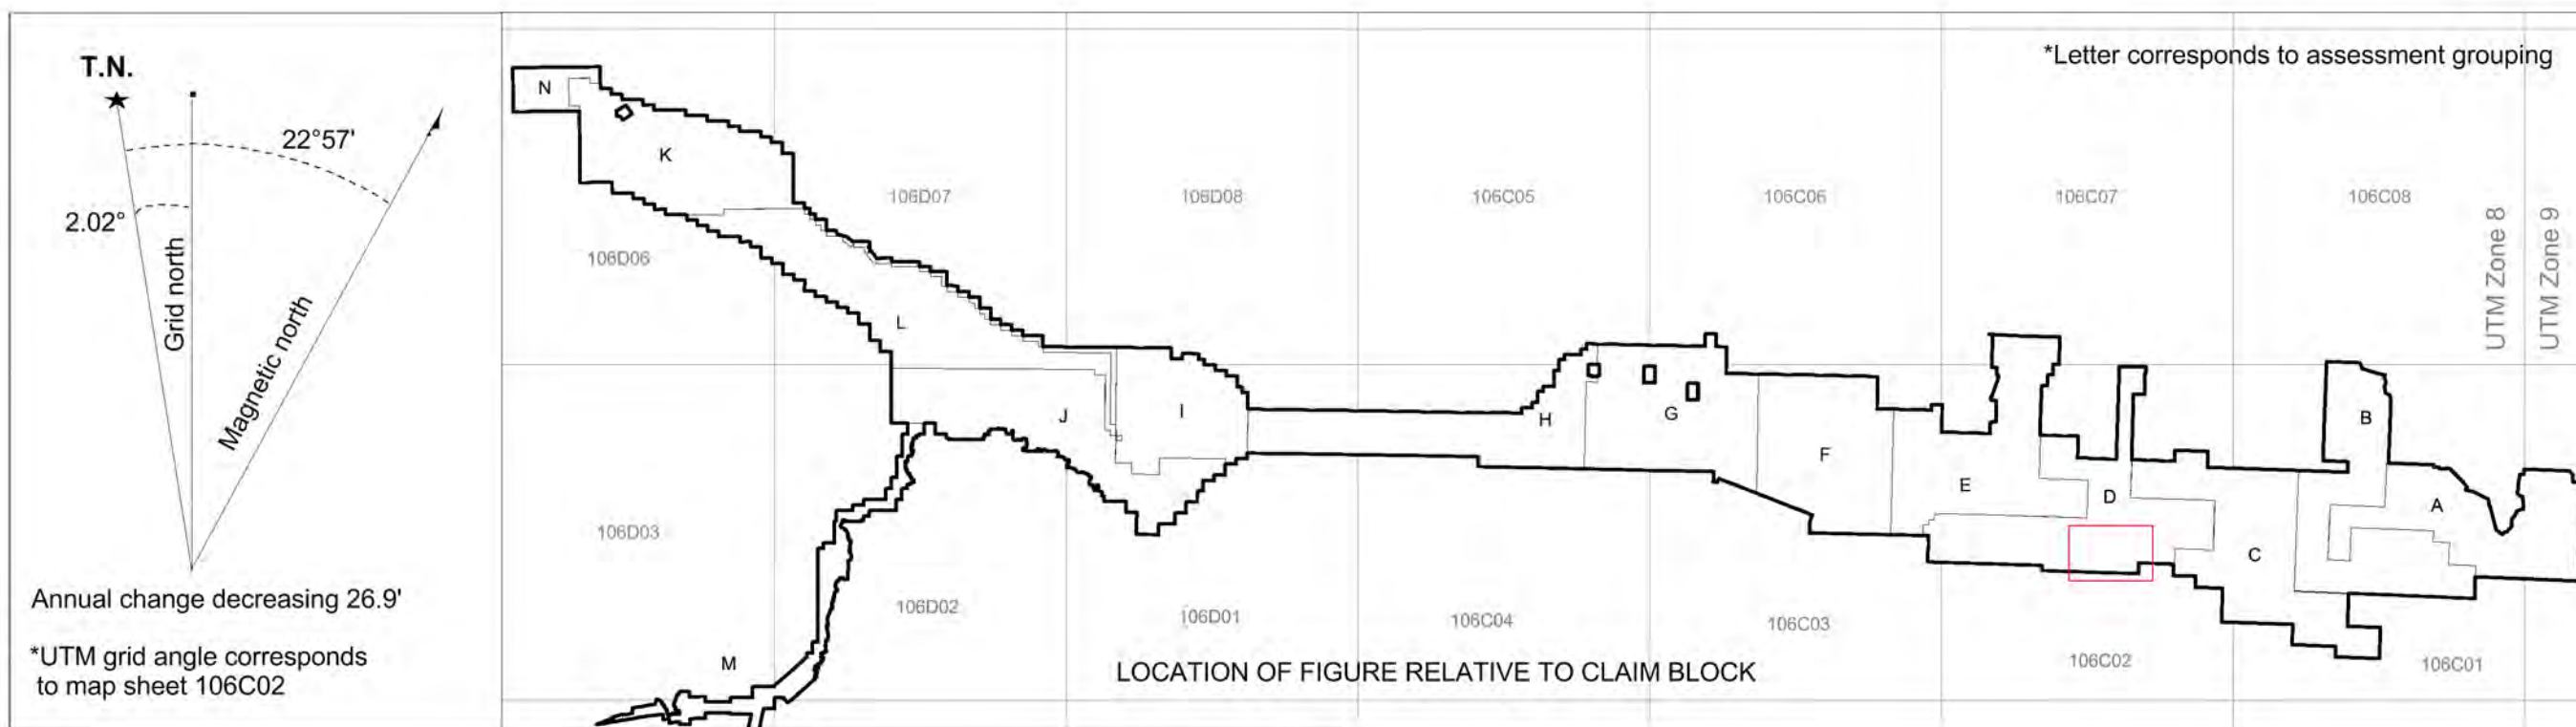 T.N.
22°57'
2.02°
Grid north
Magnetic north
Annual change decreasing 26.9'
*UTM grid angle corresponds
to map sheet 106C02
*Letter corresponds to assessment grouping
N
K
106D07
106D08
106C05
106C06
106C07
106C08
UTM Zone 8
UTM Zone 9
106D06
L
J
I
H
G
F
E
D
C
B
A
106D03
106D02
106D01
106C04
106C03
106C02
106C01
M
LOCATION OF FIGURE RELATIVE TO CLAIM BLOCK